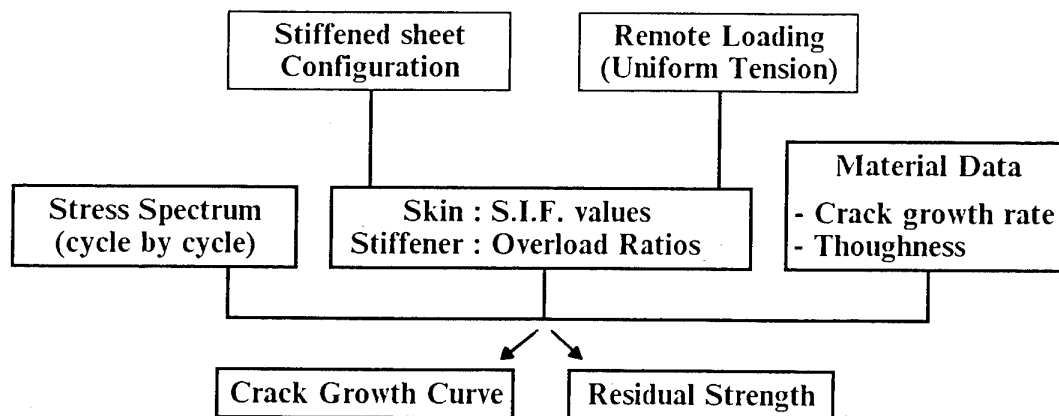 Stiffened sheet
Configuration
Remote Loading
(Uniform Tension)
Stress Spectrum
(cycle by cycle)
Skin : S.I.F. values
Stiffener : Overload Ratios
Material Data
- Crack growth rate
- Thoughness
Crack Growth Curve
Residual Strength